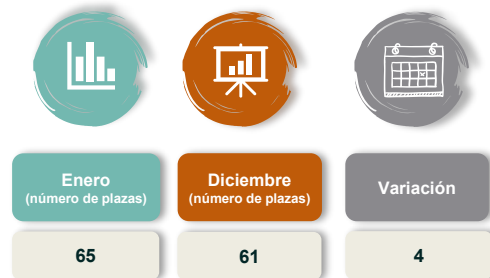 Enero
(número de plazas)
Diciembre
(número de plazas)
Variación
65
61
4